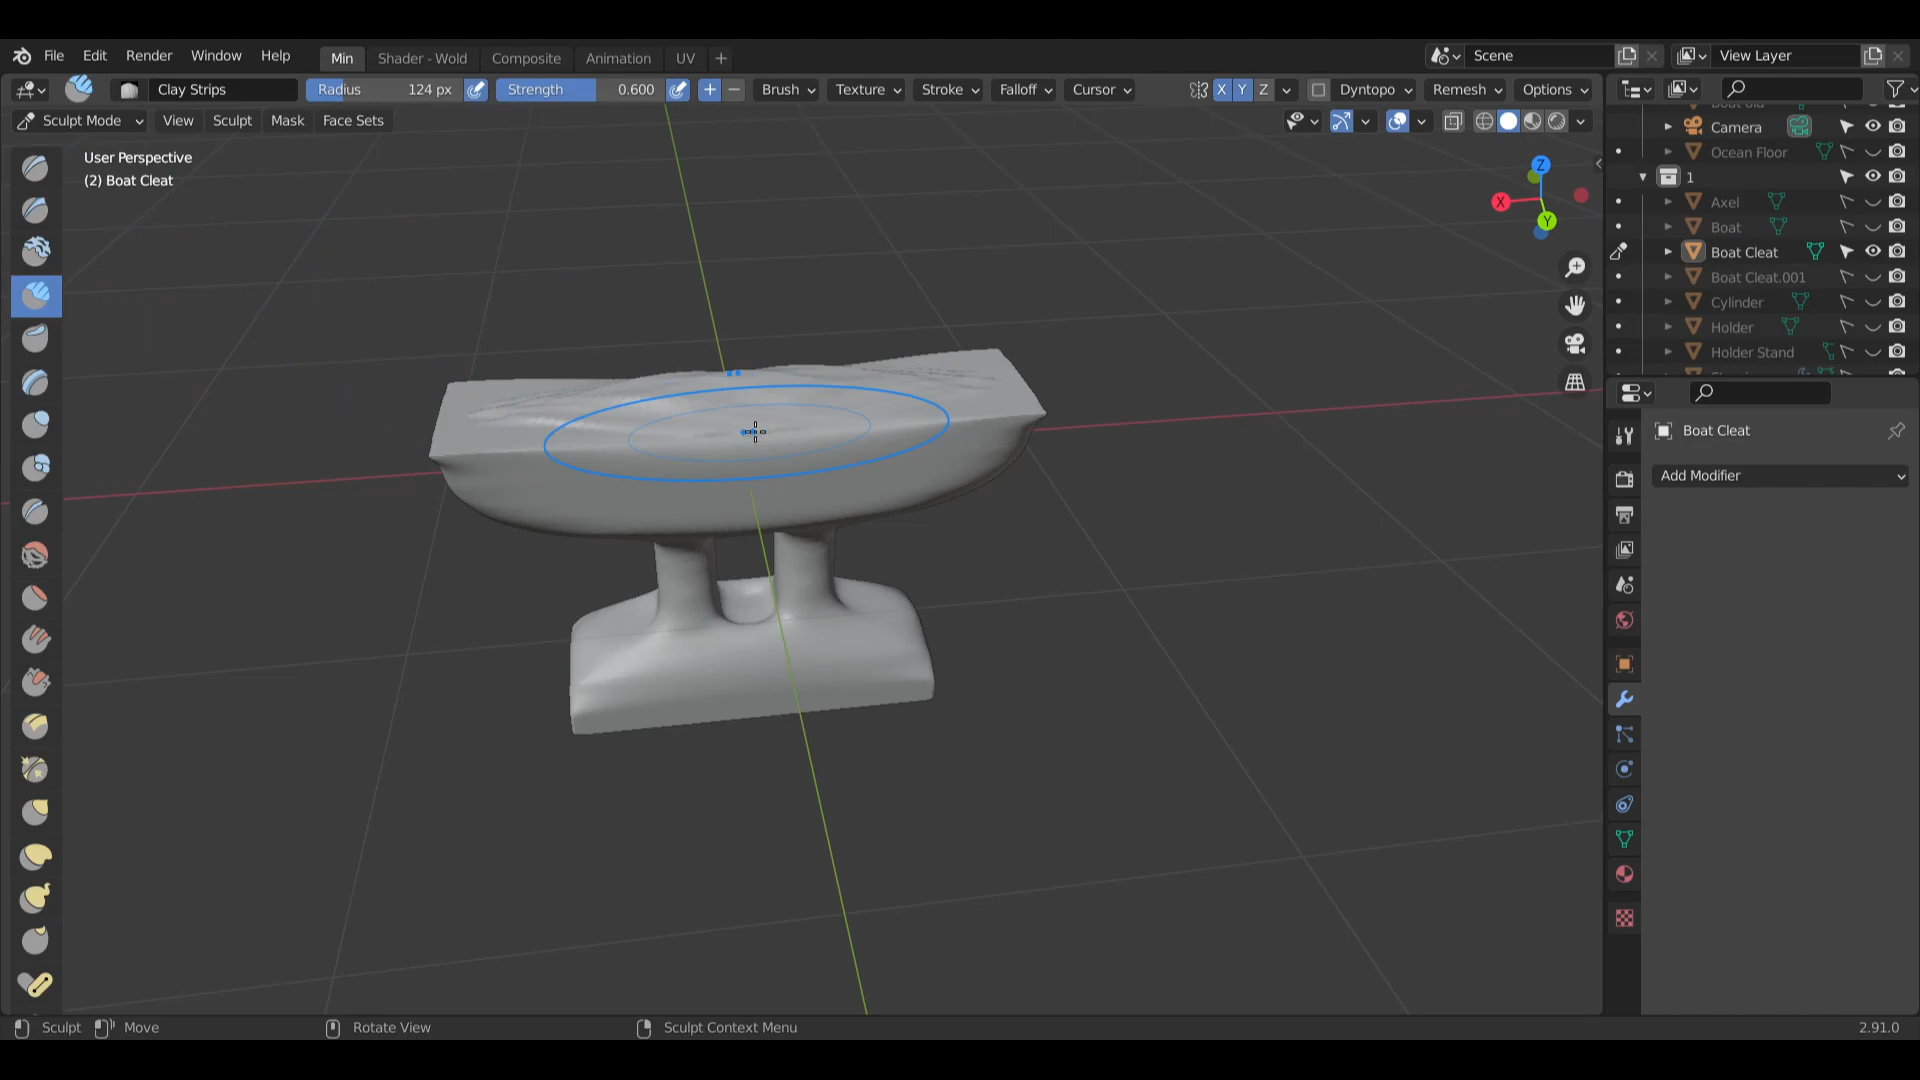 File Edit Render Window Help Min Shader - Wold Composite Animation UV + Scene View Layer
Clay Strips Radius 124 px Strength 0.600 Brush Texture Stroke Falloff Cursor X Y Z Dyntopo Remesh Options
Sculpt Mode View Sculpt Mask Face Sets
User Perspective
(2) Boat Cleat
Z
X
Y
Camera
Ocean Floor
1
Axel
Boat
Boat Cleat
Boat Cleat.001
Cylinder
Holder
Holder Stand
Boat Cleat
Add Modifier
Sculpt Move Rotate View Sculpt Context Menu 2.91.0